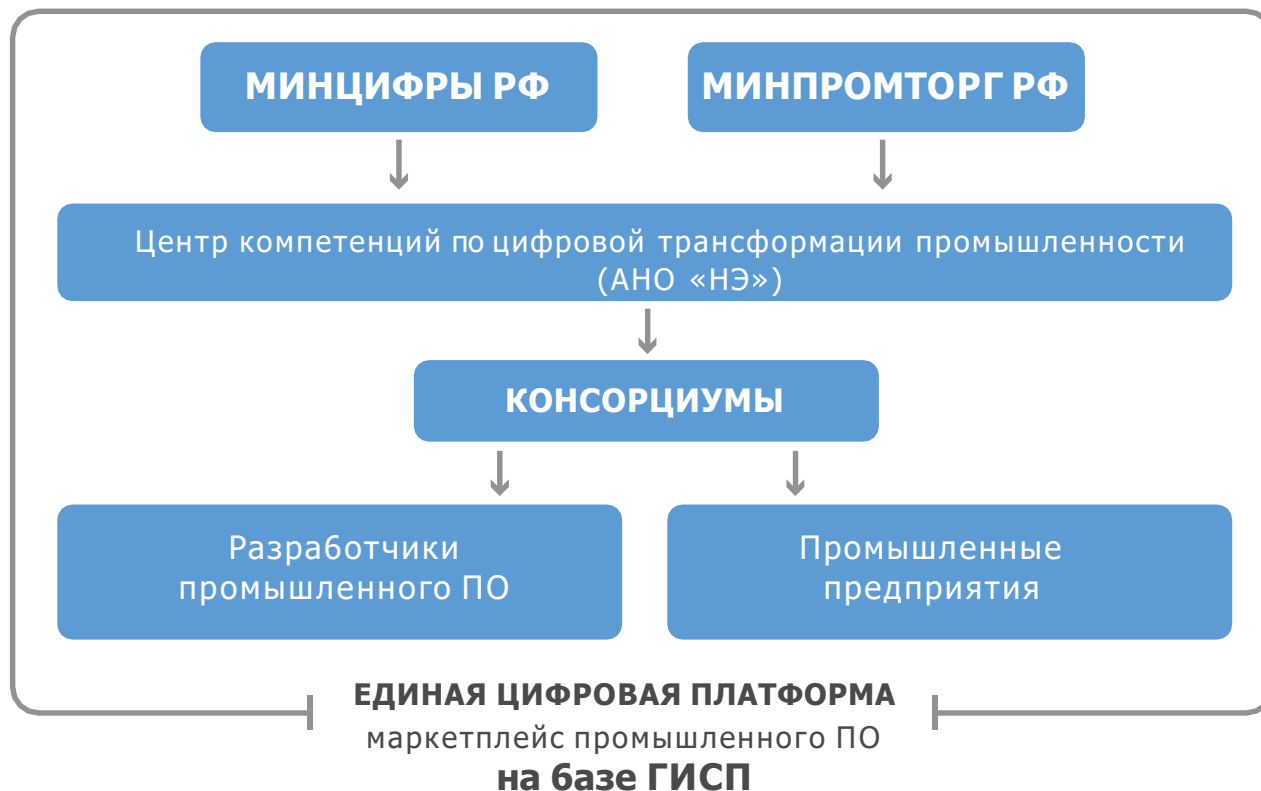 МИНЦИФРЫ РФ
МИНПРОМТОРГ РФ
Центр компетенций по цифровой трансформации промышленности
(АНО «НЭ»)
КОНСОРЦИУМЫ
Разработчики
промышленного ПО
Промышленные
предприятия
ЕДИНАЯ ЦИФРОВАЯ ПЛАТФОРМА
маркетплейс промышленного ПО
на базе ГИСП